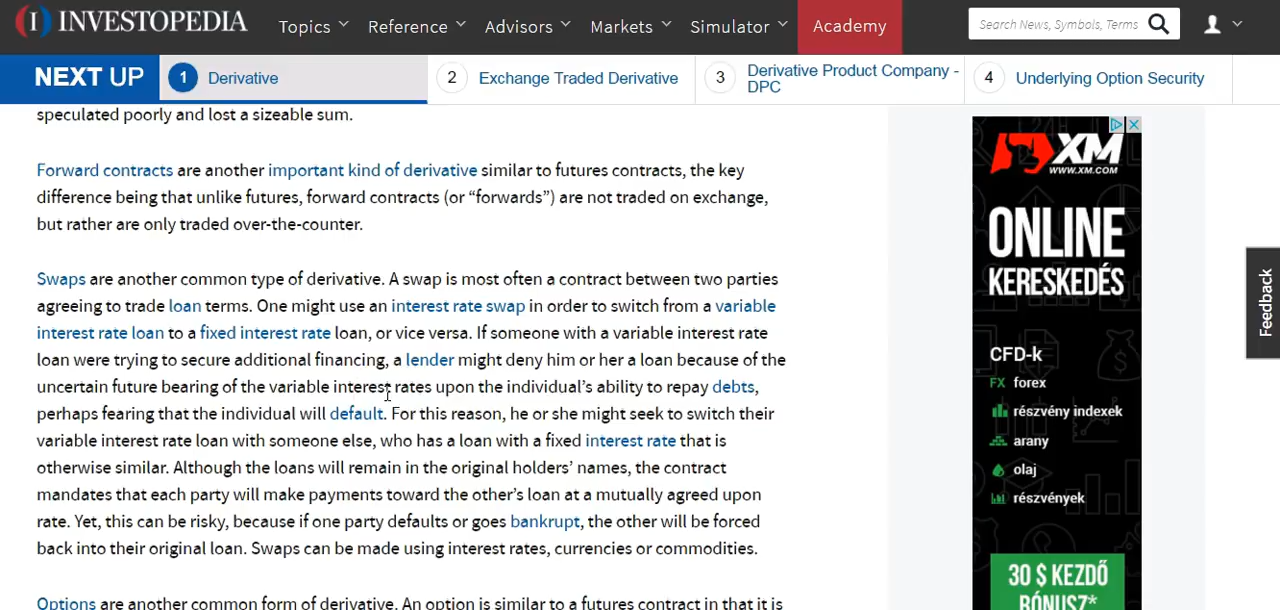 INVESTOPEDIA
Topics Reference Advisors Markets Simulator Academy
Search News, Symbols, Terms
NEXT UP 1 Derivative 2 Exchange Traded Derivative 3 Derivative Product Company -
DPC 4 Underlying Option Security
speculated poorly and lost a sizeable sum.
Forward contracts are another important kind of derivative similar to futures contracts, the key
difference being that unlike futures, forward contracts (or “forwards”) are not traded on exchange,
but rather are only traded over-the-counter.
Swaps are another common type of derivative. A swap is most often a contract between two parties
agreeing to trade loan terms. One might use an interest rate swap in order to switch from a variable
interest rate loan to a fixed interest rate loan, or vice versa. If someone with a variable interest rate
loan were trying to secure additional financing, a lender might deny him or her a loan because of the
uncertain future bearing of the variable interest rates upon the individual’s ability to repay debts,
perhaps fearing that the individual will default. For this reason, he or she might seek to switch their
variable interest rate loan with someone else, who has a loan with a fixed interest rate that is
otherwise similar. Although the loans will remain in the original holders’ names, the contract
mandates that each party will make payments toward the other’s loan at a mutually agreed upon
rate. Yet, this can be risky, because if one party defaults or goes bankrupt, the other will be forced
back into their original loan. Swaps can be made using interest rates, currencies or commodities.
Options are another common form of derivative. An option is similar to a futures contract in that it is
XM
WWW.XM.COM
ONLINE
KERESKEDÉS
CFD-k
FX forex
részvény indexek
arany
olaj
részvények
30 $ KEZDŐ
BÓNUSZ*
Feedback